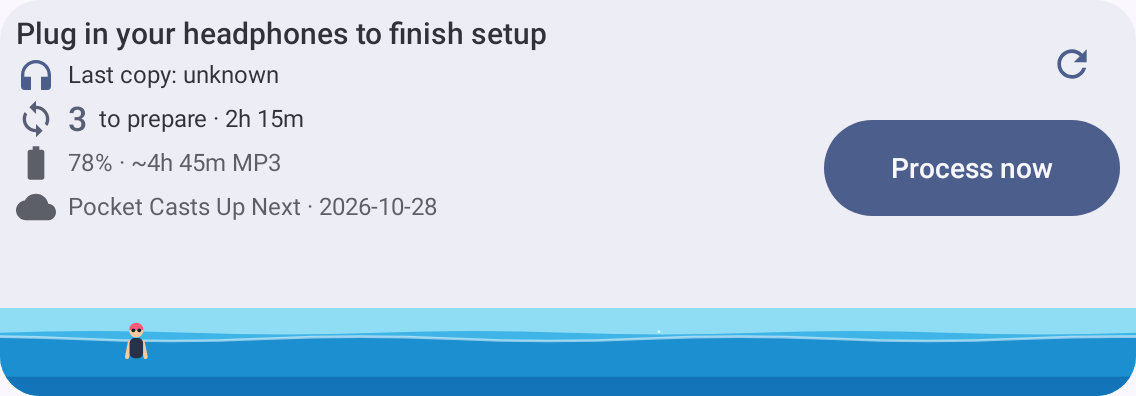 Plug in your headphones to finish setup
Last copy: unknown
3 to prepare · 2h 15m
78% · ~4h 45m MP3
Process now
Pocket Casts Up Next · 2026-10-28